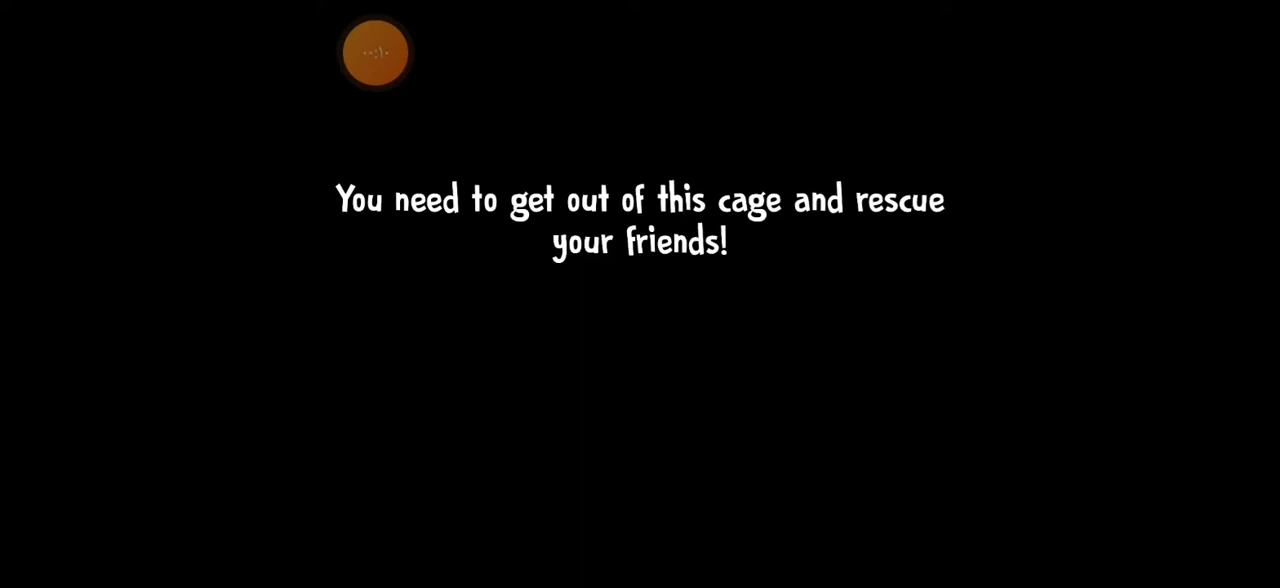 You need to get out of this cage and rescue
your friends!